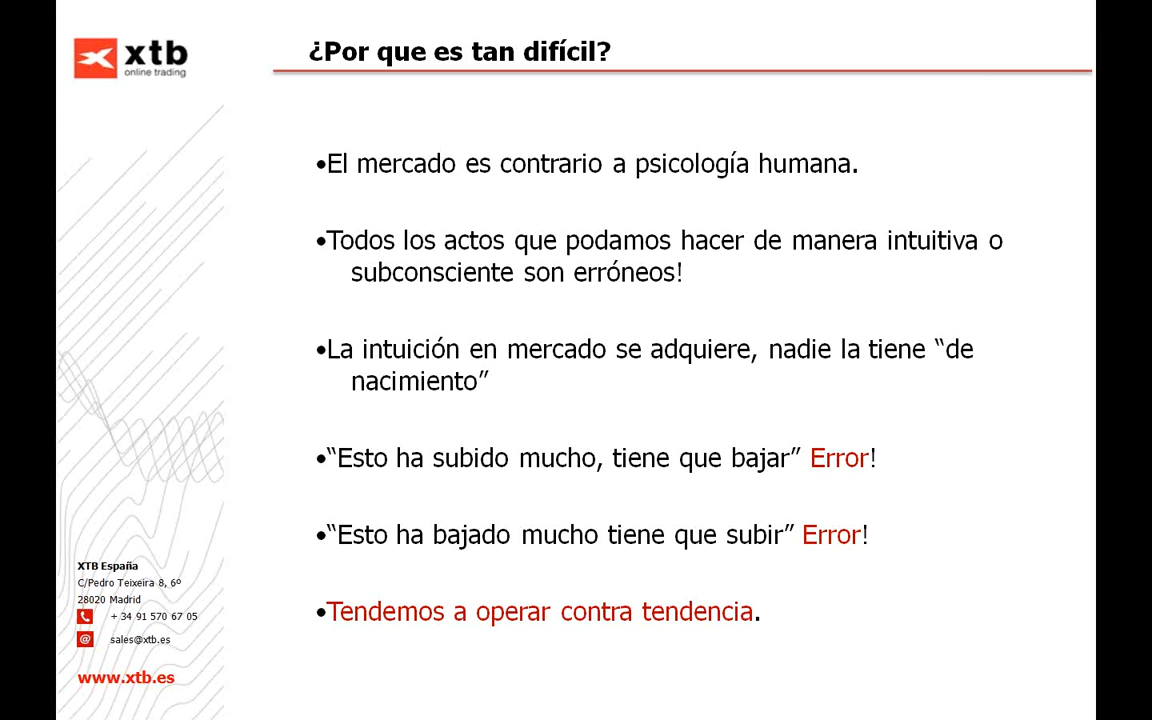 xtb
online trading
¿Por que es tan difícil?
•El mercado es contrario a psicología humana.
•Todos los actos que podamos hacer de manera intuitiva o
subconsciente son erróneos!
•La intuición en mercado se adquiere, nadie la tiene “de
nacimiento”
•“Esto ha subido mucho, tiene que bajar” Error!
•“Esto ha bajado mucho tiene que subir” Error!
•Tendemos a operar contra tendencia.
XTB España
C/Pedro Teixeira 8, 6º
28020 Madrid
+ 34 91 570 67 05
@ sales@xtb.es
www.xtb.es